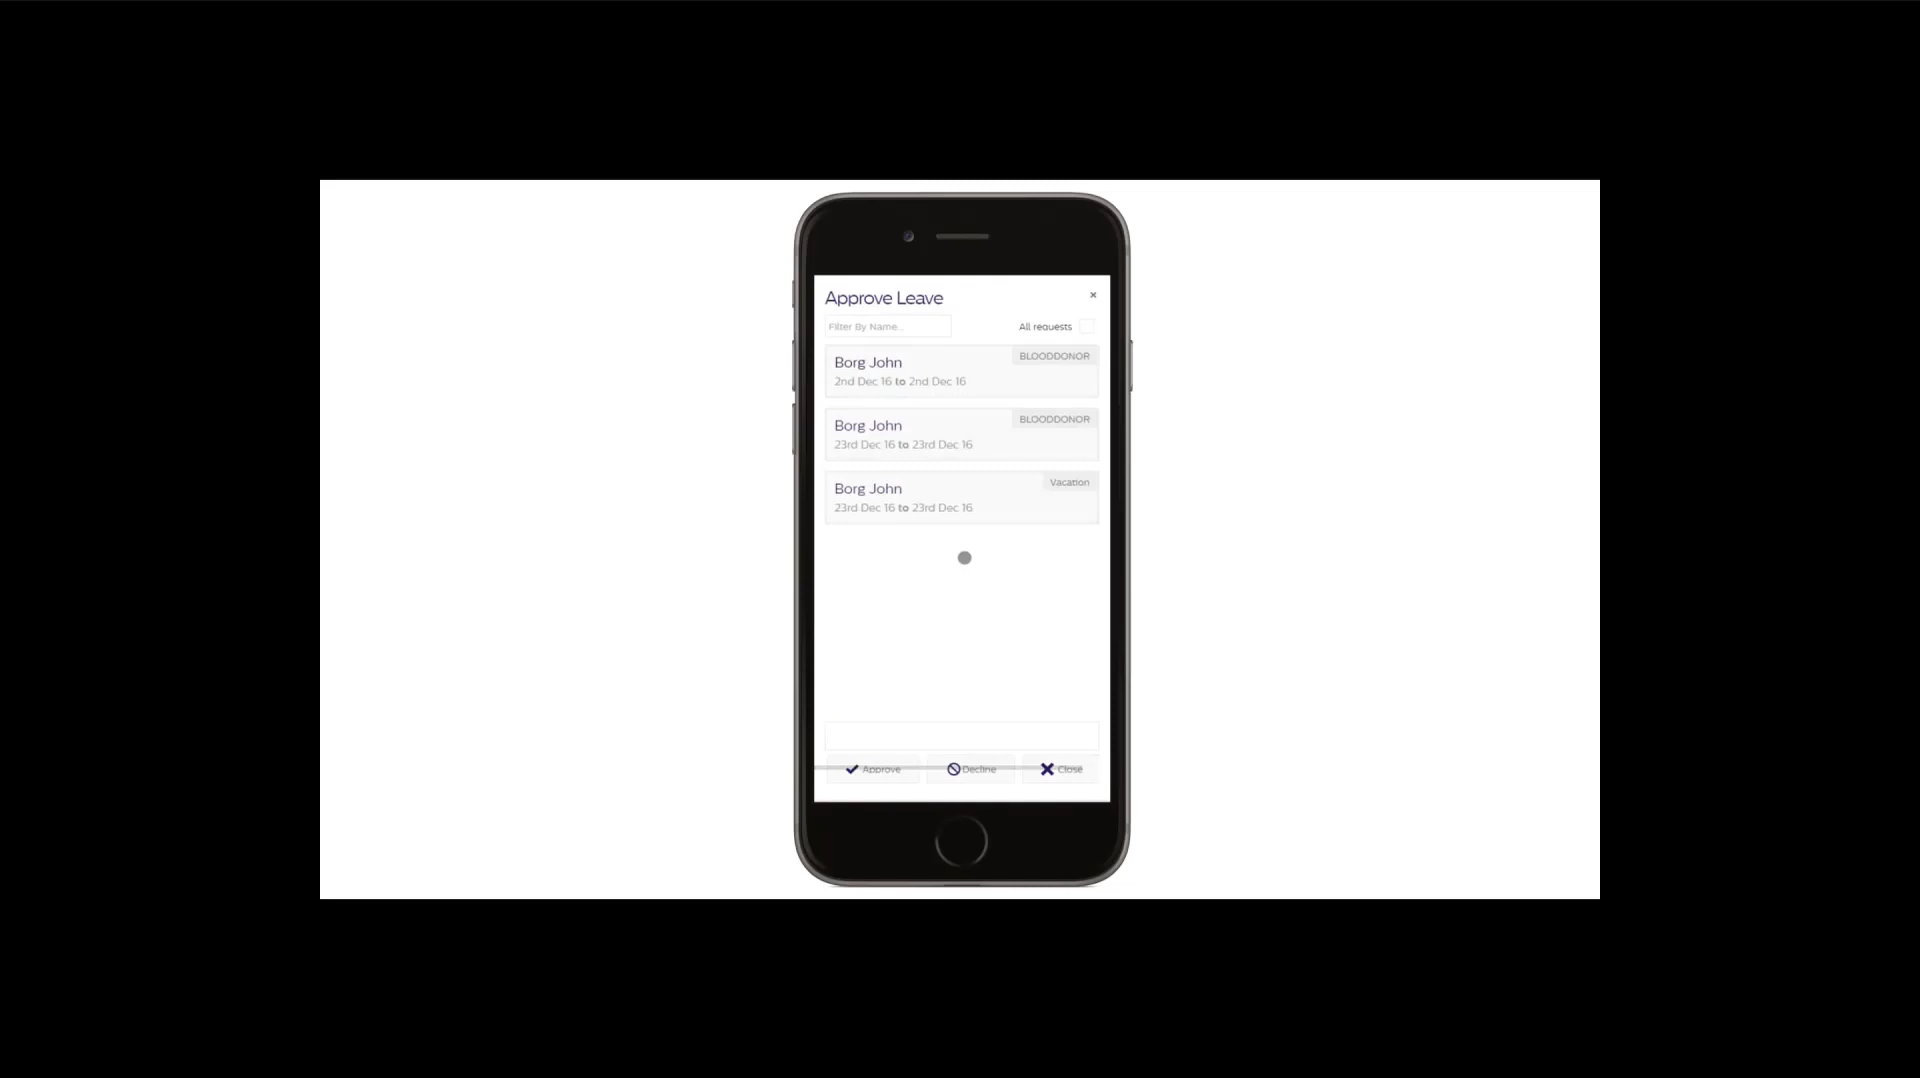 Approve Leave ×
Filter By Name... All requests
Borg John BLOODDONOR
2nd Dec 16 to 2nd Dec 16
Borg John BLOODDONOR
23rd Dec 16 to 23rd Dec 16
Borg John Vacation
23rd Dec 16 to 23rd Dec 16
Approve Decline Close